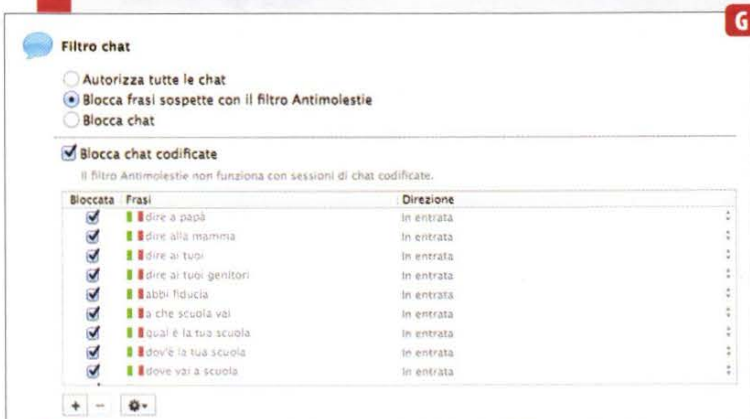 G
Filtro chat
Autorizza tutte le chat
Blocca frasi sospette con il filtro Antimolestie
Blocca chat
Blocca chat codificate
Il filtro Antimolestie non funziona con sessioni di chat codificate.
Bloccata Frasi Direzione
dire a papà In entrata
dire alla mamma In entrata
dire ai tuoi In entrata
dire ai tuoi genitori In entrata
abbi fiducia In entrata
a che scuola vai In entrata
qual è la tua scuola In entrata
dov'è la tua scuola In entrata
dove vai a scuola In entrata
+ -